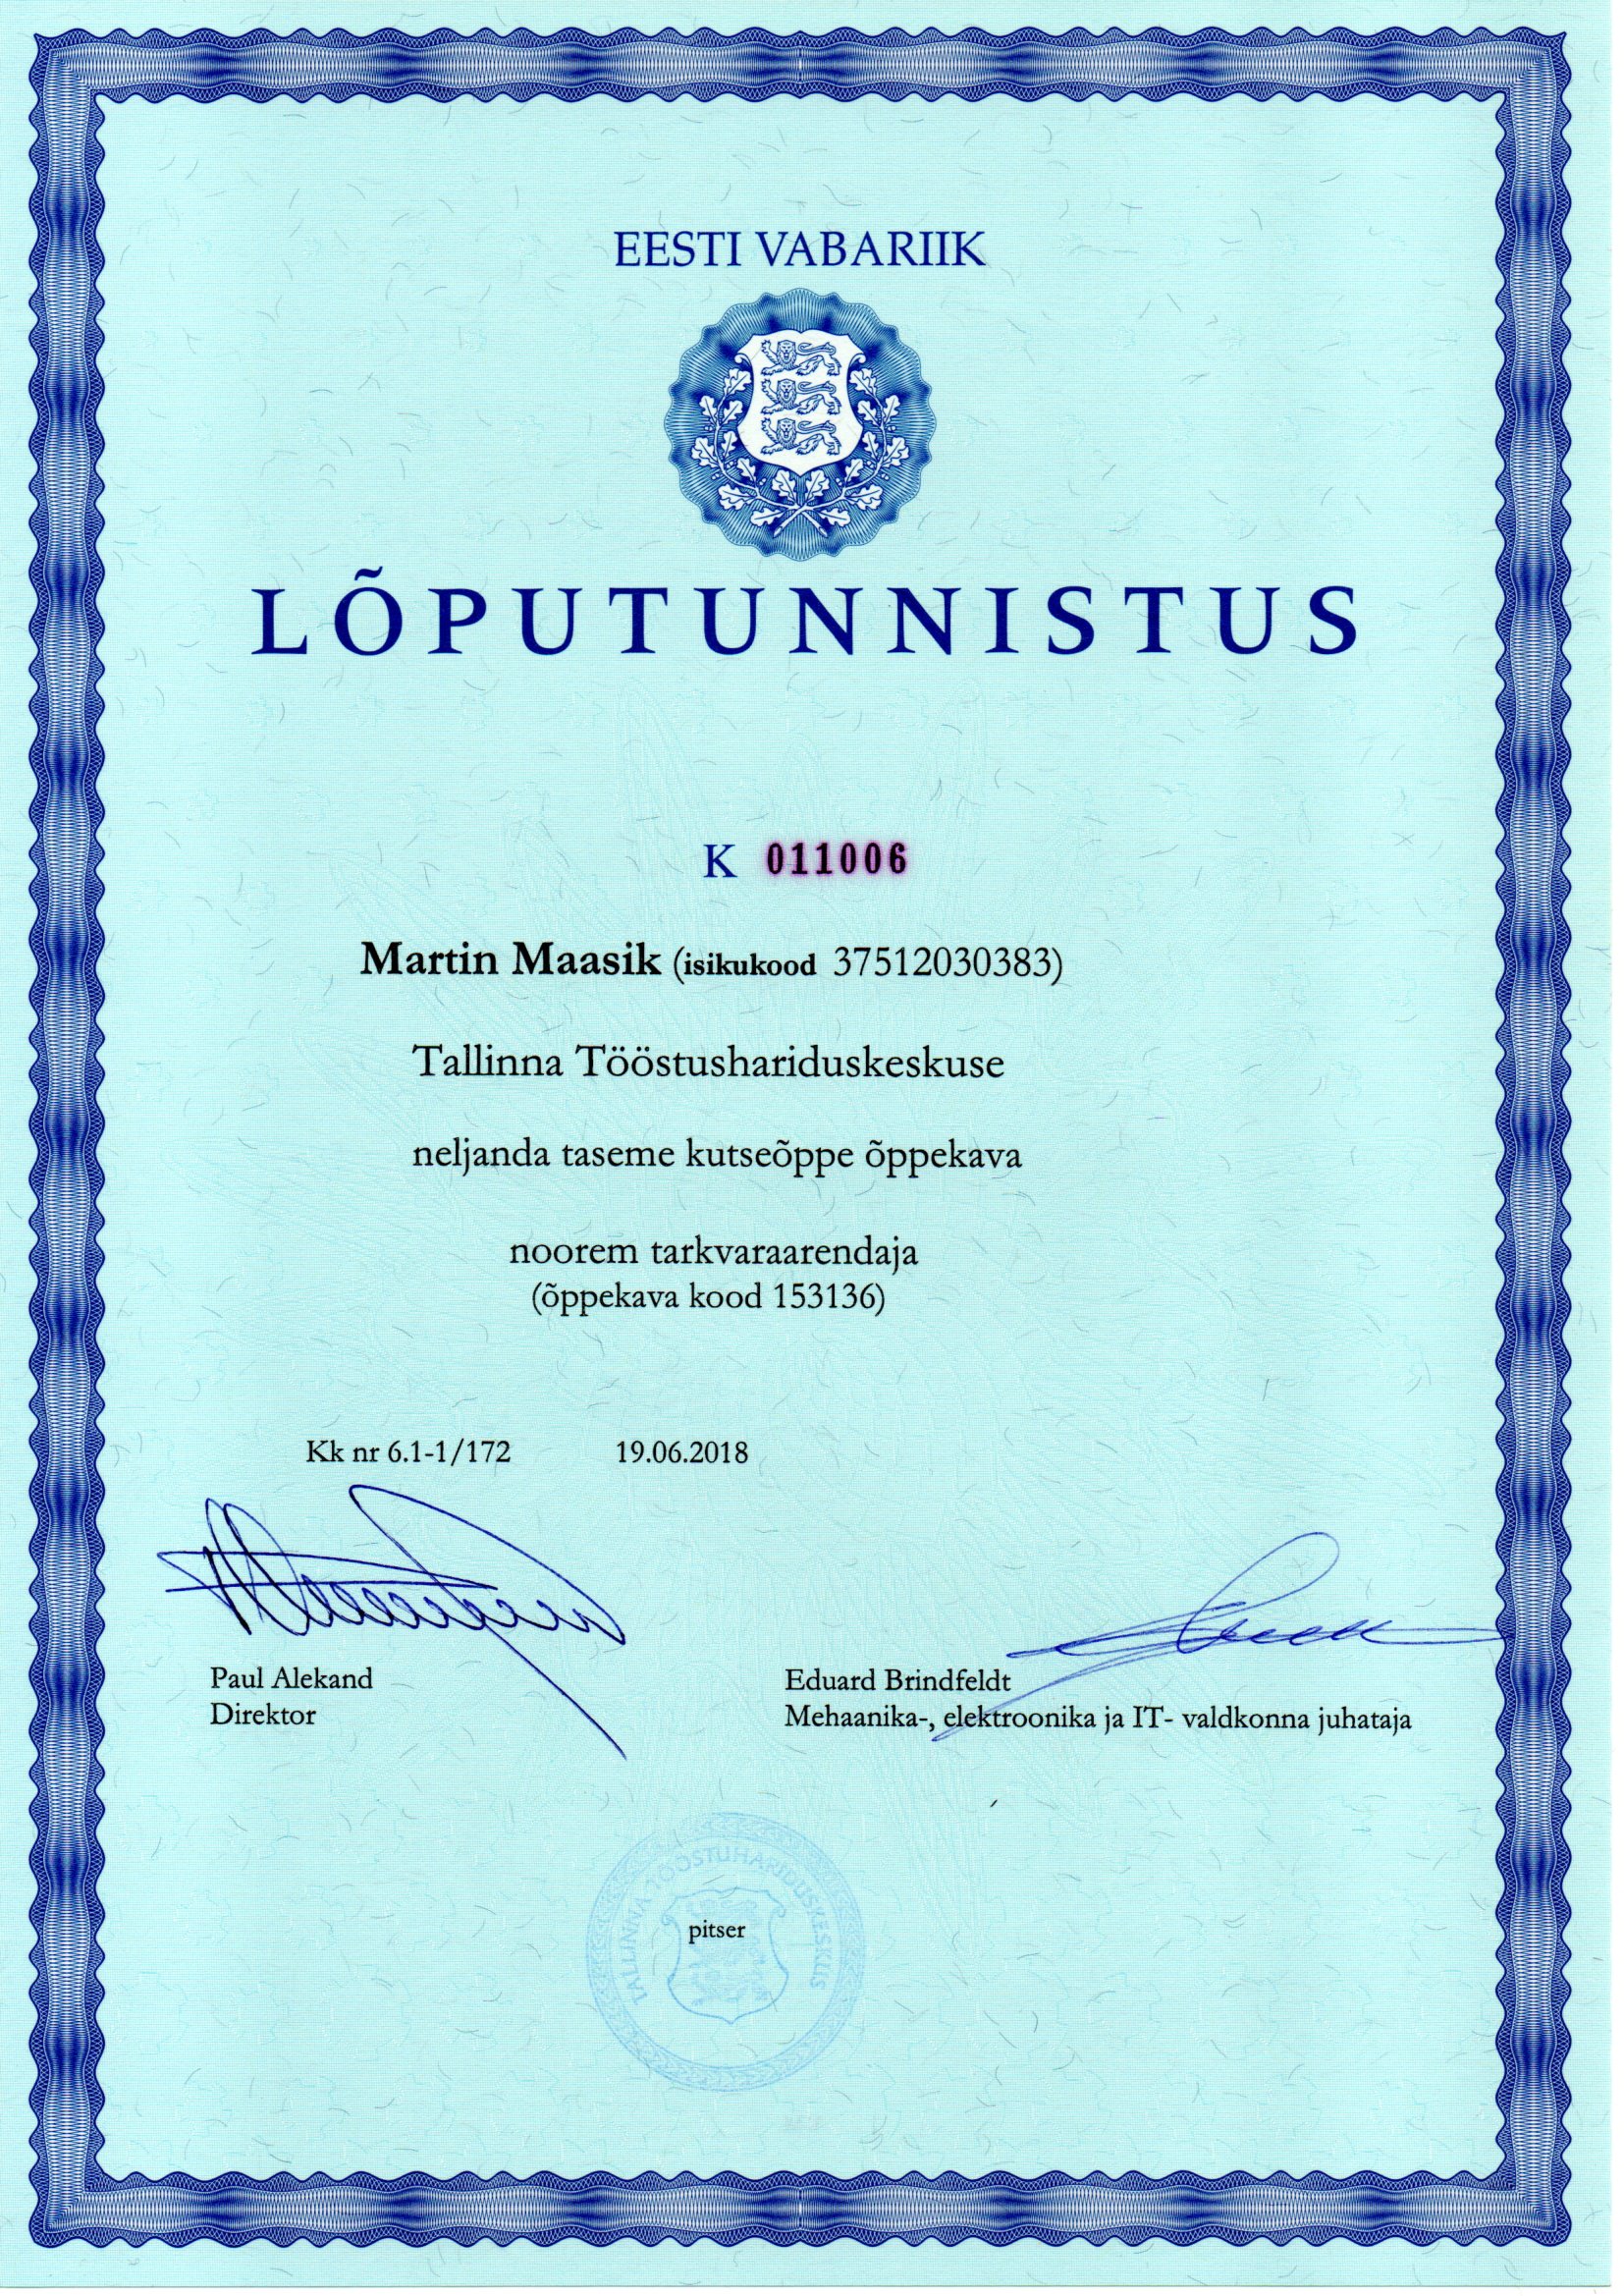 EESTI VABARIIK
LÕPUTUNNISTUS
K 011006
Martin Maasik (isikukood 37512030383)
Tallinna Tööstushariduskeskuse
neljanda taseme kutseõppe õppekava
noorem tarkvaraarendaja
(õppekava kood 153136)
Kk nr 6.1-1/172 19.06.2018
Paul Alekand
Direktor
Eduard Brindfeldt
Mehaanika-, elektroonika ja IT- valdkonna juhataja
TALLINNA TÖÖSTUHARIDUSKESKUS
pitser